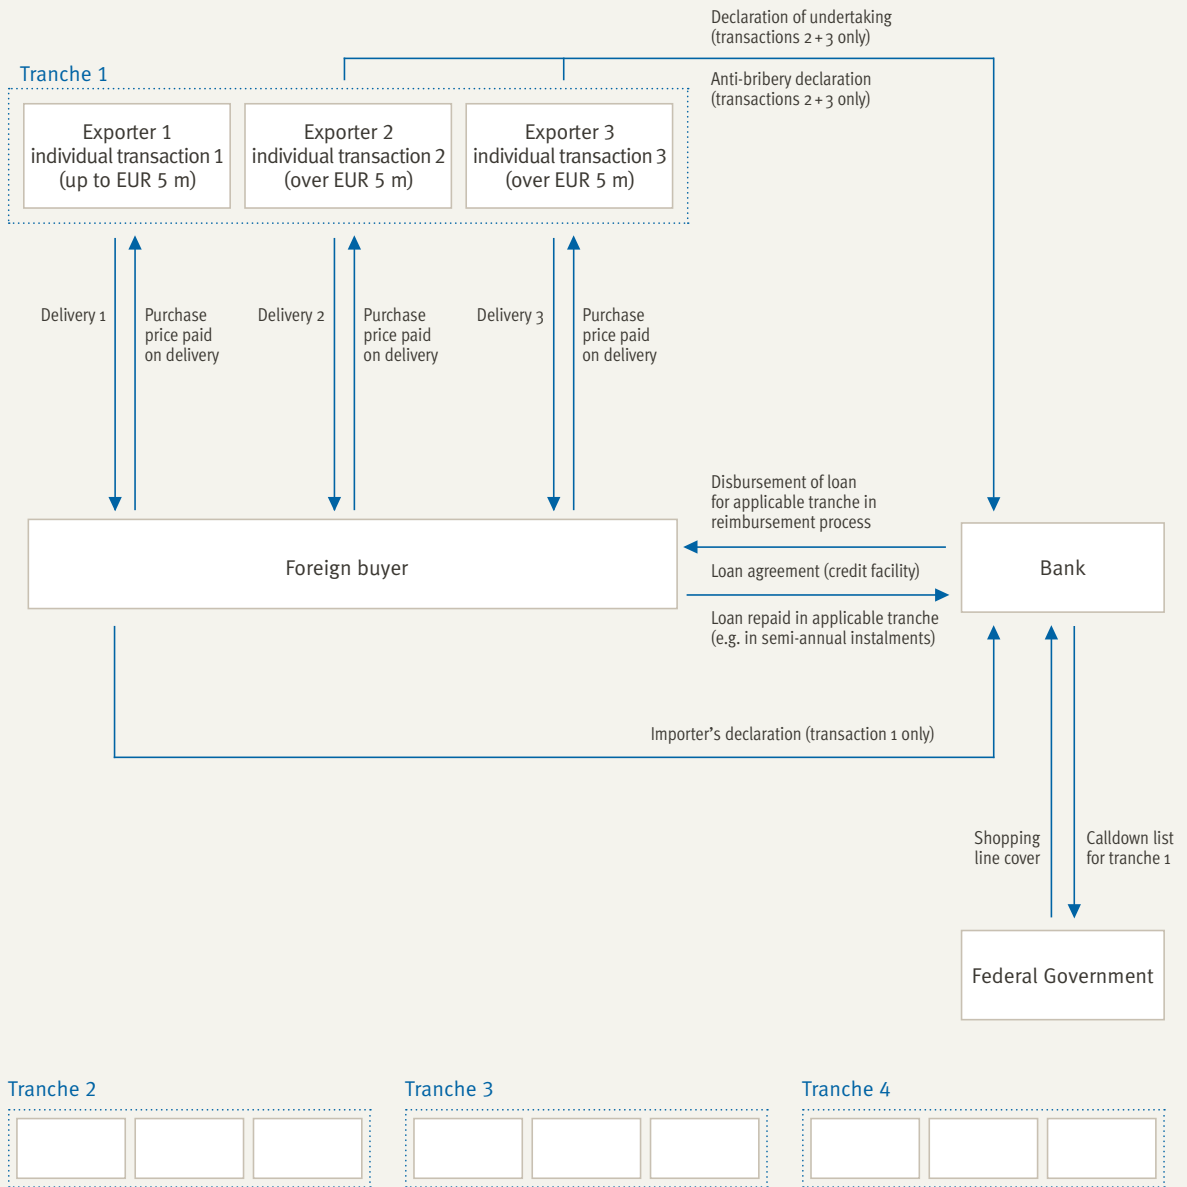 Declaration of undertaking
(transactions 2 + 3 only)
Tranche 1
Anti-bribery declaration
(transactions 2 + 3 only)
Exporter 1
individual transaction 1
(up to EUR 5 m)
Exporter 2
individual transaction 2
(over EUR 5 m)
Exporter 3
individual transaction 3
(over EUR 5 m)
Delivery 1
Purchase
price paid
on delivery
Delivery 2
Purchase
price paid
on delivery
Delivery 3
Purchase
price paid
on delivery
Disbursement of loan
for applicable tranche in
reimbursement process
Foreign buyer
Loan agreement (credit facility)
Bank
Loan repaid in applicable tranche
(e.g. in semi-annual instalments)
Importer’s declaration (transaction 1 only)
Shopping
line cover
Calldown list
for tranche 1
Federal Government
Tranche 2
Tranche 3
Tranche 4